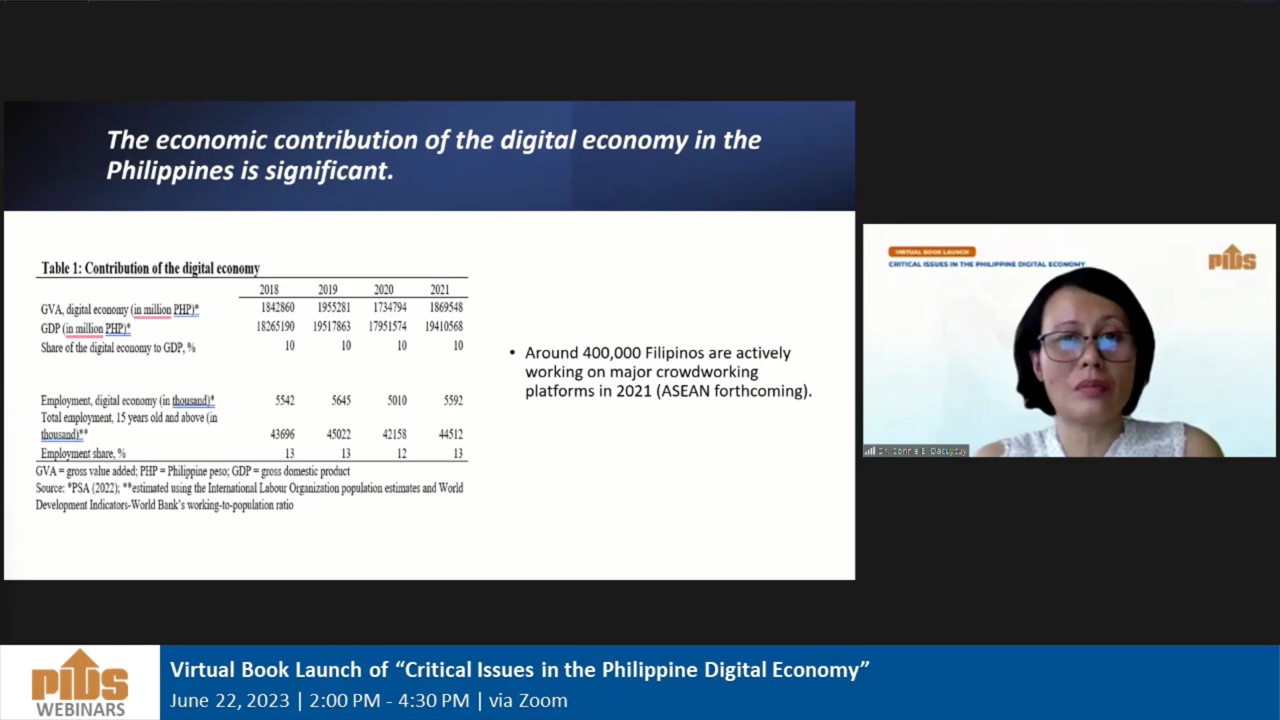 The economic contribution of the digital economy in the
Philippines is significant.
Table 1: Contribution of the digital economy
2018 2019 2020 2021
GVA, digital economy (in million PHP)* 1842860 1955281 1734794 1869548
GDP (in million PHP)* 18265190 19517863 17951574 19410568
Share of the digital economy to GDP, % 10 10 10 10
Employment, digital economy (in thousand)* 5542 5645 5010 5592
Total employment, 15 years old and above (in
thousand)** 43696 45022 42158 44512
Employment share, % 13 13 12 13
GVA = gross value added; PHP = Philippine peso; GDP = gross domestic product
Source: *PSA (2022); **estimated using the International Labour Organization population estimates and World
Development Indicators-World Bank's working-to-population ratio
• Around 400,000 Filipinos are actively
working on major crowdworking
platforms in 2021 (ASEAN forthcoming).
VIRTUAL BOOK LAUNCH
CRITICAL ISSUES IN THE PHILIPPINE DIGITAL ECONOMY
PIDS
Dr. Connie B. Dacuycuy
PIDS
WEBINARS
Virtual Book Launch of “Critical Issues in the Philippine Digital Economy”
June 22, 2023 | 2:00 PM - 4:30 PM | via Zoom